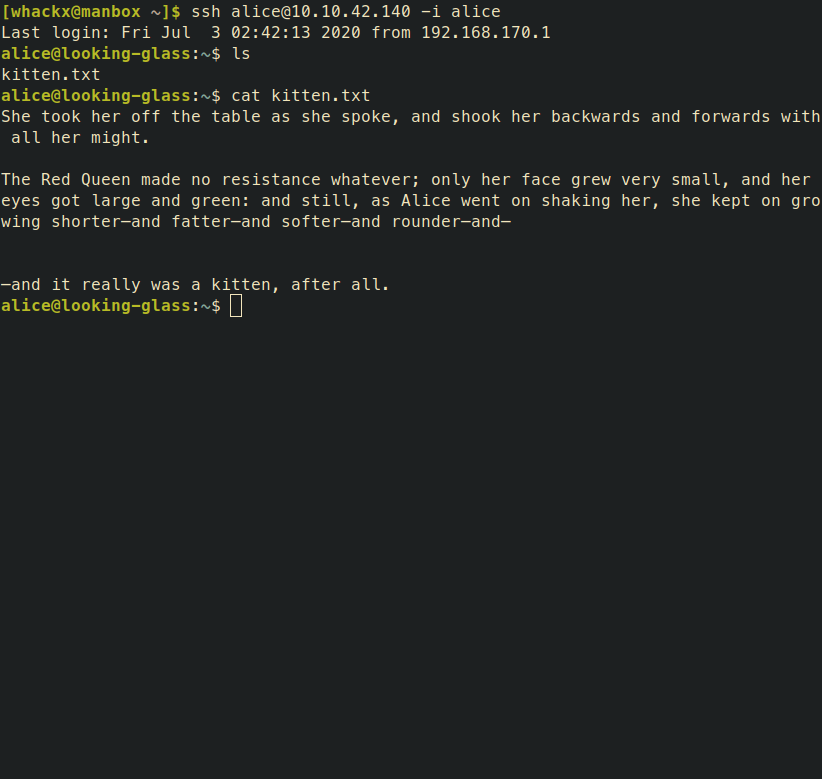 [whackx@manbox ~]$ ssh alice@10.10.42.140 -i alice
Last login: Fri Jul  3 02:42:13 2020 from 192.168.170.1
alice@looking-glass:~$ ls
kitten.txt
alice@looking-glass:~$ cat kitten.txt
She took her off the table as she spoke, and shook her backwards and forwards with
 all her might.
The Red Queen made no resistance whatever; only her face grew very small, and her
eyes got large and green: and still, as Alice went on shaking her, she kept on gro
wing shorter—and fatter—and softer—and rounder—and—
—and it really was a kitten, after all.
alice@looking-glass:~$